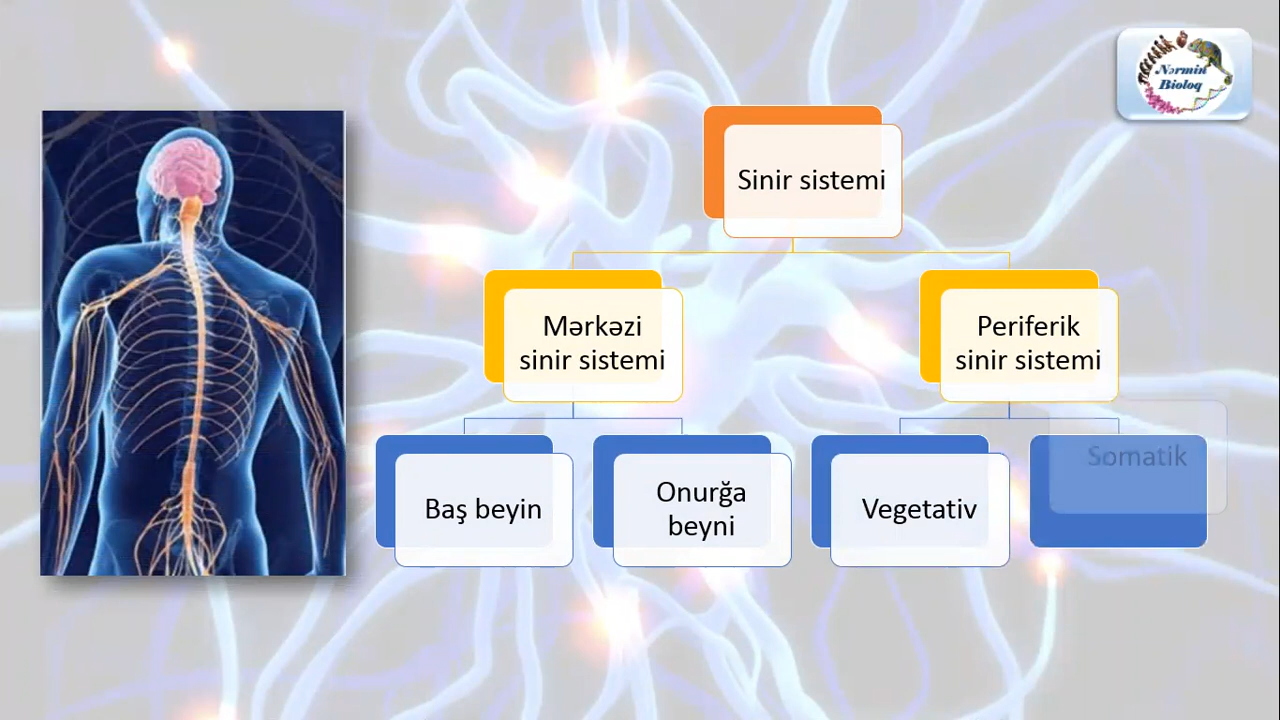 Nərmin
Bioloq
Sinir sistemi
Mərkəzi
sinir sistemi
Periferik
sinir sistemi
Baş beyin
Onurğa
beyni
Vegetativ
Somatik